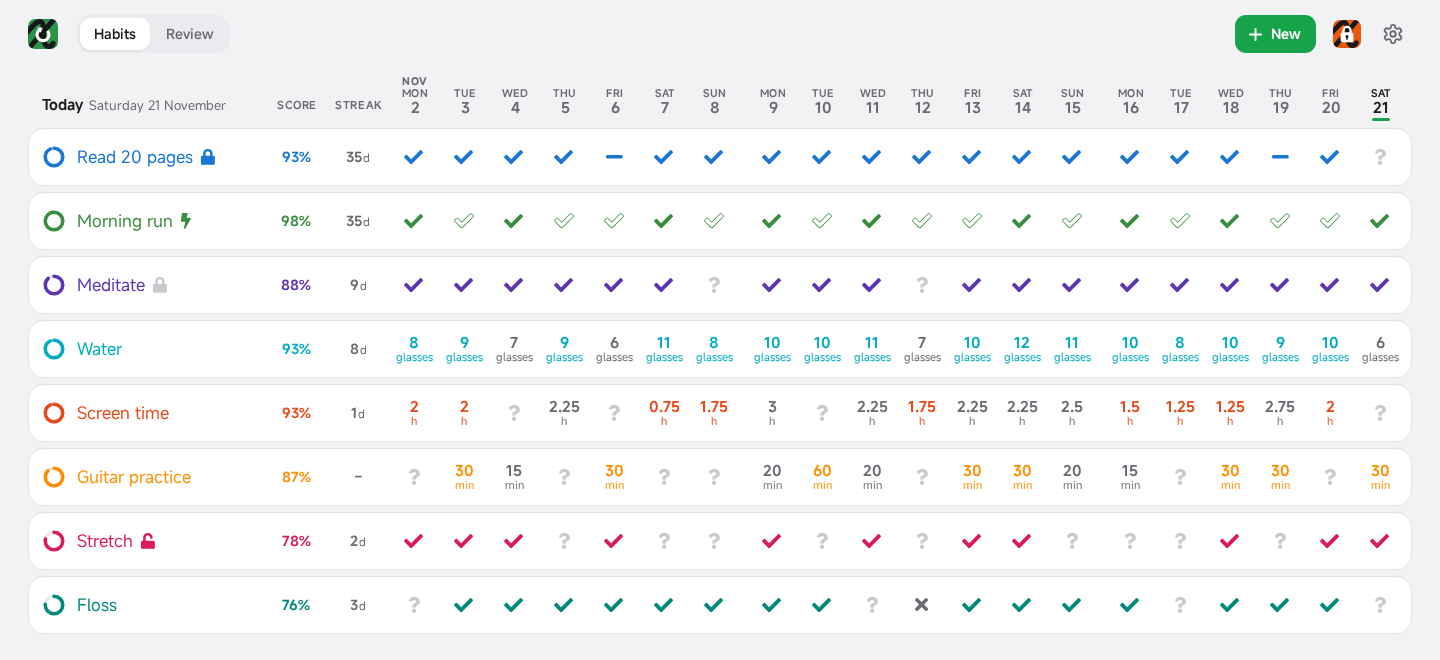 Habits Review New
NOV
MON TUE WED THU FRI SAT SUN MON TUE WED THU FRI SAT SUN MON TUE WED THU FRI SAT
Today Saturday 21 November SCORE STREAK 2 3 4 5 6 7 8 9 10 11 12 13 14 15 16 17 18 19 20 21
Read 20 pages 93% 35d ?
Morning run 98% 35d
Meditate 88% 9d ? ?
Water 93% 8d 8 9 7 9 6 11 8 10 10 11 7 10 12 11 10 8 10 9 10 6
glasses glasses glasses glasses glasses glasses glasses glasses glasses glasses glasses glasses glasses glasses glasses glasses glasses glasses glasses glasses
Screen time 93% 1d 2 2 ? 2.25 ? 0.75 1.75 3 ? 2.25 1.75 2.25 2.25 2.5 1.5 1.25 1.25 2.75 2 ?
h h h h h h h h h h h h h h h h
Guitar practice 87% – ? 30 15 ? 30 ? ? 20 60 20 ? 30 30 20 15 ? 30 30 ? 30
min min min min min min min min min min min min min
Stretch 78% 2d ? ? ? ? ? ? ? ? ?
Floss 76% 3d ? ? ? ?